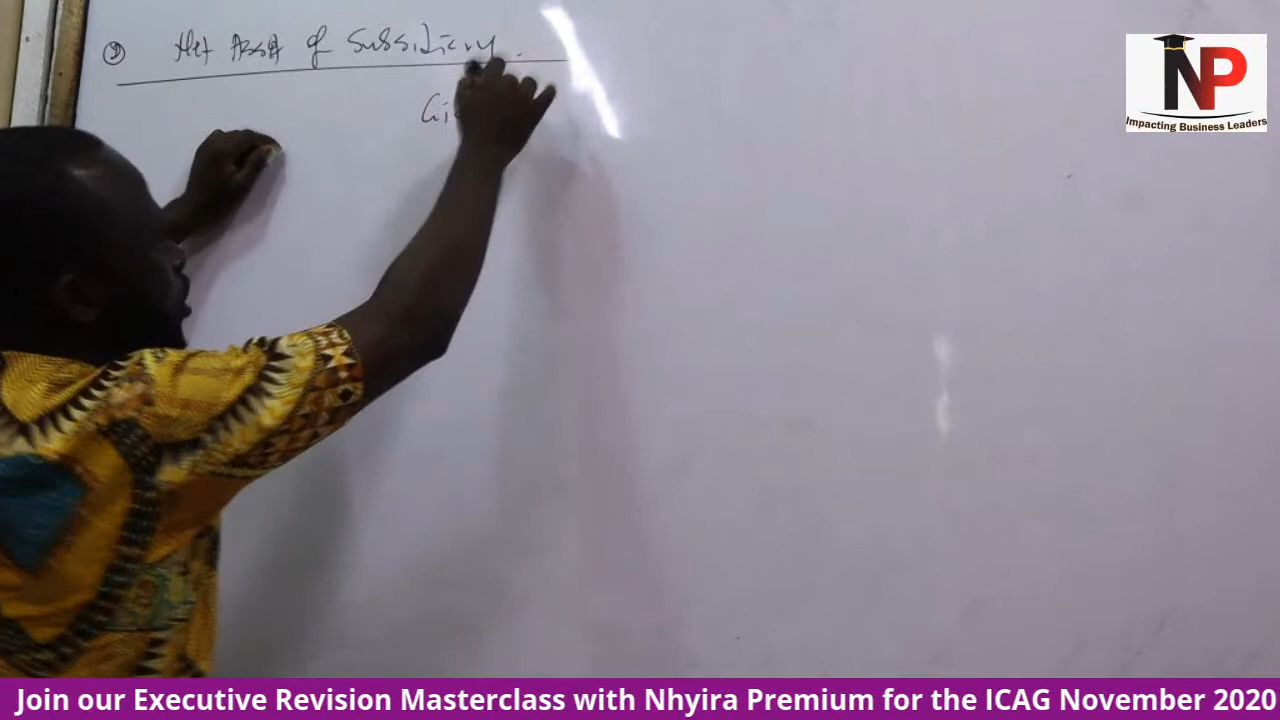 Net Asset of Subsidiary.
NP
Impacting Business Leaders
Join our Executive Revision Masterclass with Nhyira Premium for the ICAG November 2020